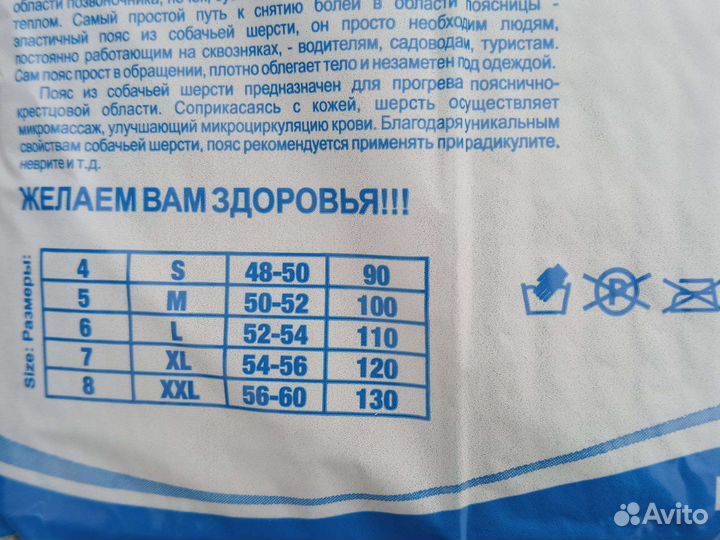 области позвоночника, почек,
теплом. Самый простой путь к снятию болей в области поясницы -
эластичный пояс из собачьей шерсти, он просто необходим людям,
постоянно работающим на сквозняках, - водителям, садоводам, туристам.
Сам пояс прост в обращении, плотно облегает тело и незаметен под одеждой.
Пояс из собачьей шерсти предназначен для прогрева пояснично-
крестцовой области. Соприкасаясь с кожей, шерсть осуществляет
микромассаж, улучшающий микроциркуляцию крови. Благодаря уникальным
свойствам собачьей шерсти, пояс рекомендуется применять при радикулите,
неврите и т.д.
ЖЕЛАЕМ ВАМ ЗДОРОВЬЯ!!!
Size: Размеры:
4 S 48-50 90
5 M 50-52 100
6 L 52-54 110
7 XL 54-56 120
8 XXL 56-60 130
P
Avito